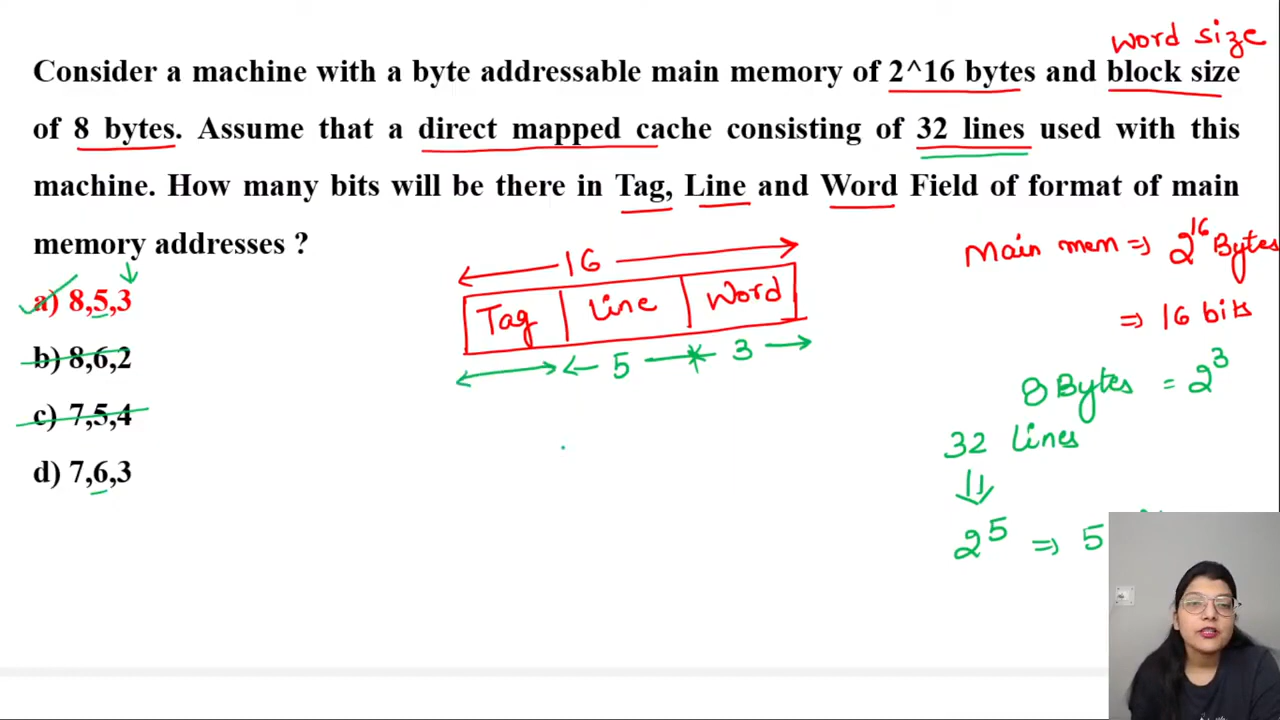 word size
Consider a machine with a byte addressable main memory of 2^16 bytes and block size
of 8 bytes. Assume that a direct mapped cache consisting of 32 lines used with this
machine. How many bits will be there in Tag, Line and Word Field of format of main
memory addresses ?
a) 8,5,3
b) 8,6,2
c) 7,5,4
d) 7,6,3
16
Tag Line Word
5 3
Main mem ⇒ 2^16 Bytes
⇒ 16 bits
8 Bytes = 2^3
32 lines
⇓
2^5 ⇒ 5